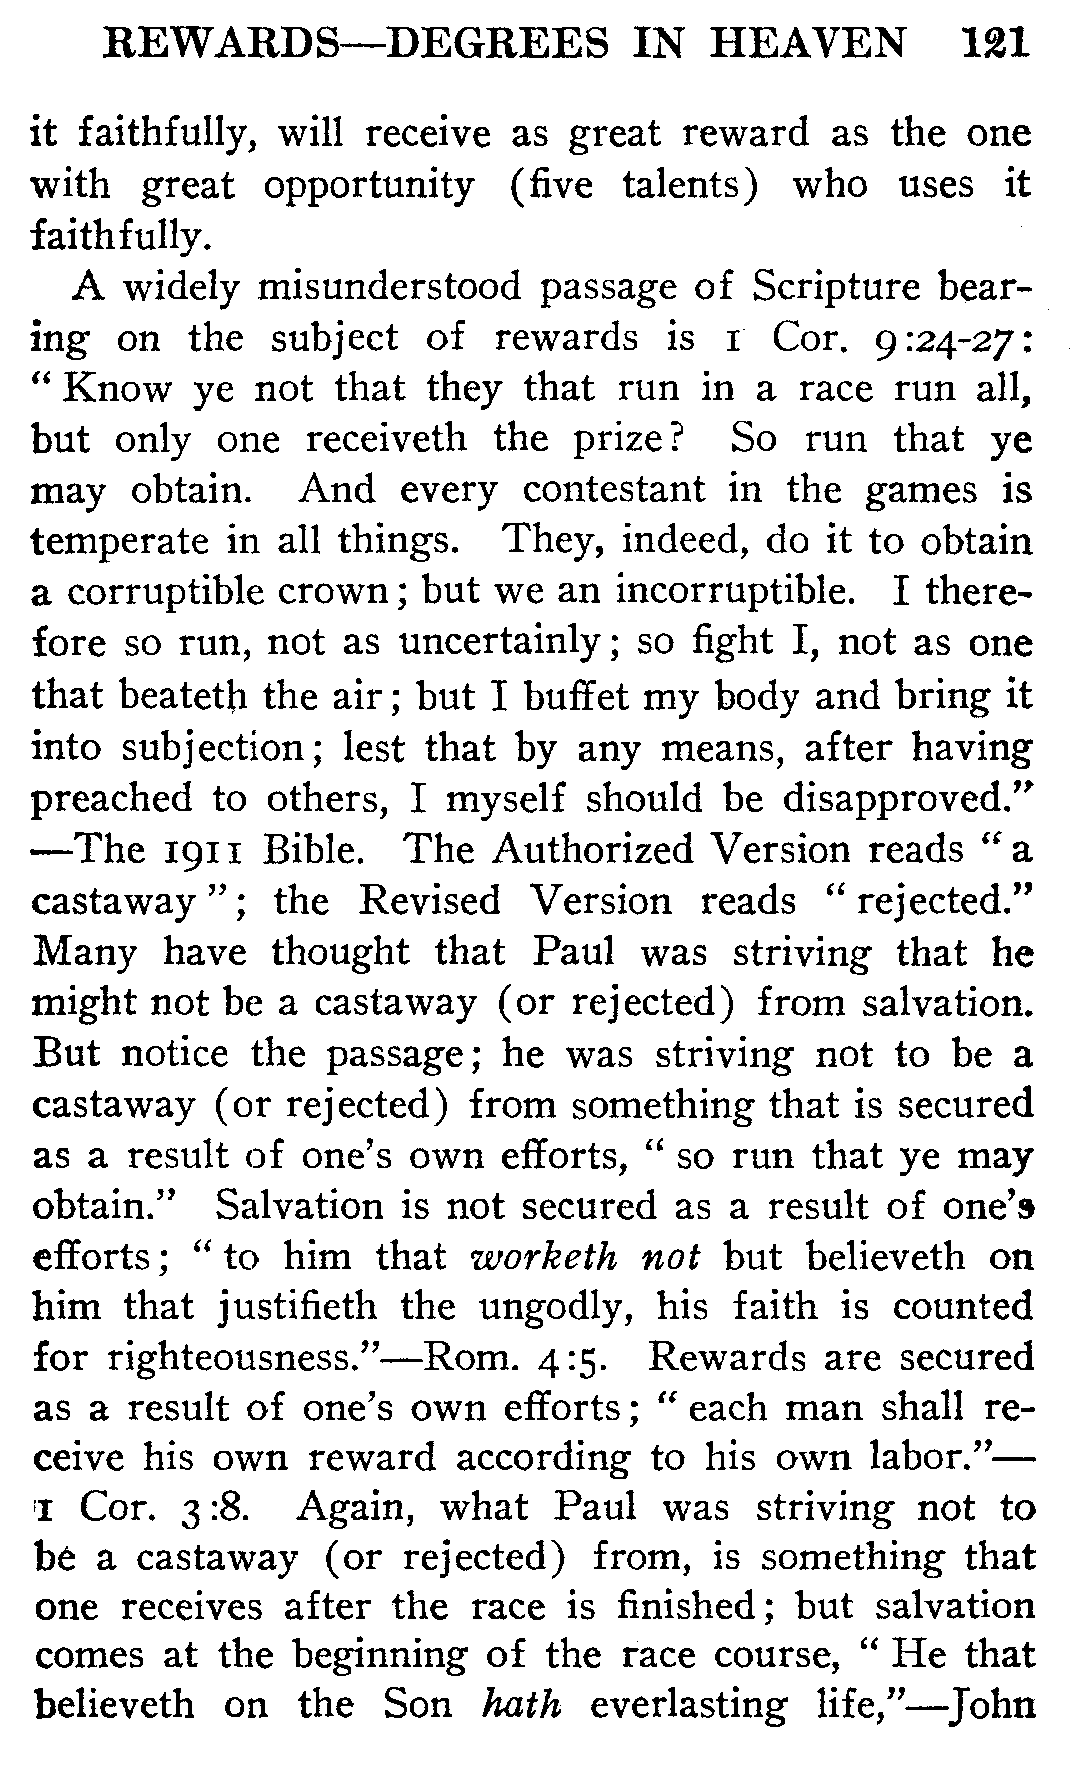 REWARDS—DEGREES IN HEAVEN 121
it faithfully, will receive as great reward as the one
with great opportunity (five talents) who uses it
faithfully.
A widely misunderstood passage of Scripture bear-
ing on the subject of rewards is 1 Cor. 9:24-27:
“Know ye not that they that run in a race run all,
but only one receiveth the prize? So run that ye
may obtain. And every contestant in the games is
temperate in all things. They, indeed, do it to obtain
a corruptible crown; but we an incorruptible. I there-
fore so run, not as uncertainly; so fight I, not as one
that beateth the air; but I buffet my body and bring it
into subjection; lest that by any means, after having
preached to others, I myself should be disapproved.”
—The 1911 Bible. The Authorized Version reads “a
castaway”; the Revised Version reads “rejected.”
Many have thought that Paul was striving that he
might not be a castaway (or rejected) from salvation.
But notice the passage; he was striving not to be a
castaway (or rejected) from something that is secured
as a result of one’s own efforts, “so run that ye may
obtain.” Salvation is not secured as a result of one’s
efforts; “to him that worketh not but believeth on
him that justifieth the ungodly, his faith is counted
for righteousness.”—Rom. 4:5. Rewards are secured
as a result of one’s own efforts; “each man shall re-
ceive his own reward according to his own labor.”—
1 Cor. 3:8. Again, what Paul was striving not to
be a castaway (or rejected) from, is something that
one receives after the race is finished; but salvation
comes at the beginning of the race course, “He that
believeth on the Son hath everlasting life,”—John